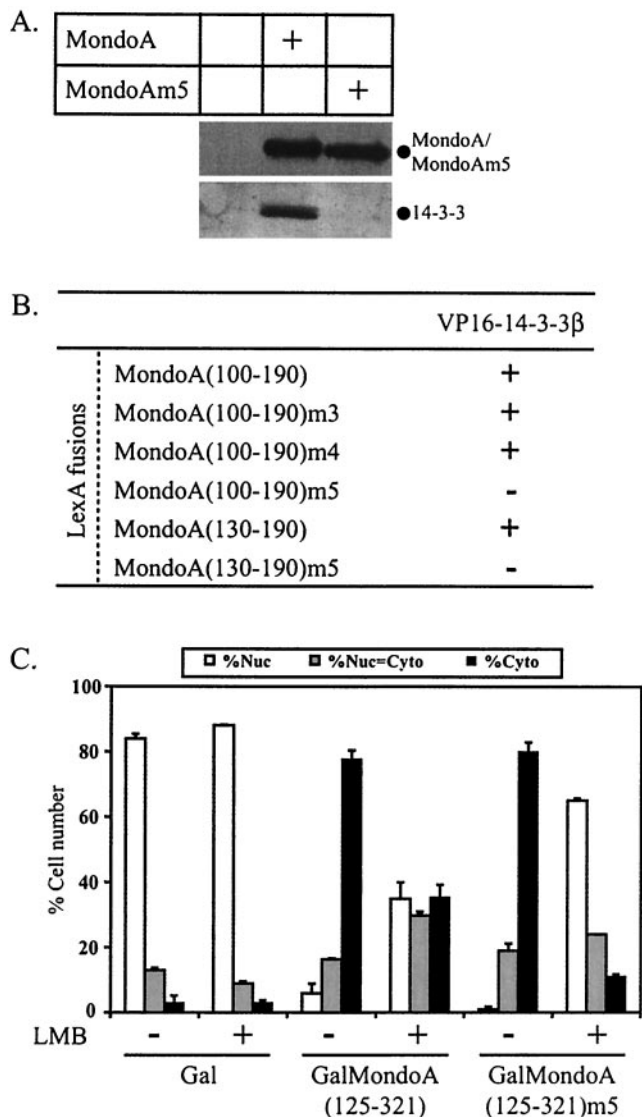 A.
MondoA +
MondoAm5 +
MondoA/
MondoAm5
14-3-3
B.
VP16-14-3-3β
LexA fusions
MondoA(100-190) +
MondoA(100-190)m3 +
MondoA(100-190)m4 +
MondoA(100-190)m5 -
MondoA(130-190) +
MondoA(130-190)m5 -
C.
%Nuc %Nuc=Cyto %Cyto
% Cell number
100
80
60
40
20
0
LMB - + - + - +
Gal GalMondoA GalMondoA
(125-321) (125-321)m5